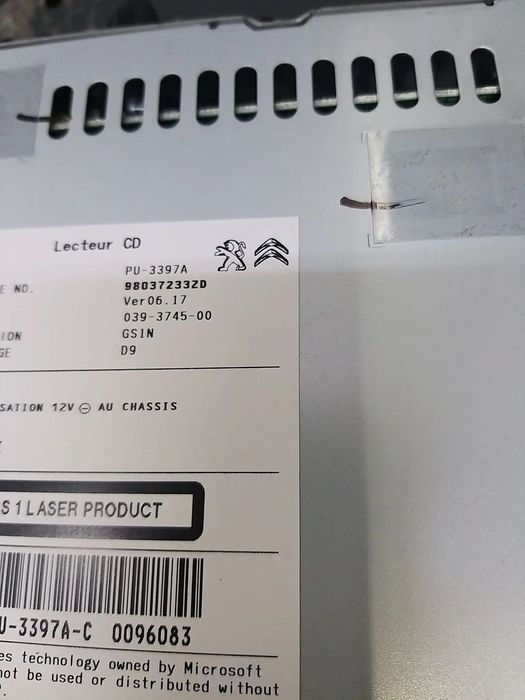 Lecteur CD
PU-3397A
E NO. 98037233ZD
Ver06.17
039-3745-00
ION GSIN
GE D9
SATION 12V ⊖ AU CHASSIS
S 1 LASER PRODUCT
U-3397A-C 0096083
es technology owned by Microsoft
not be used or distributed without